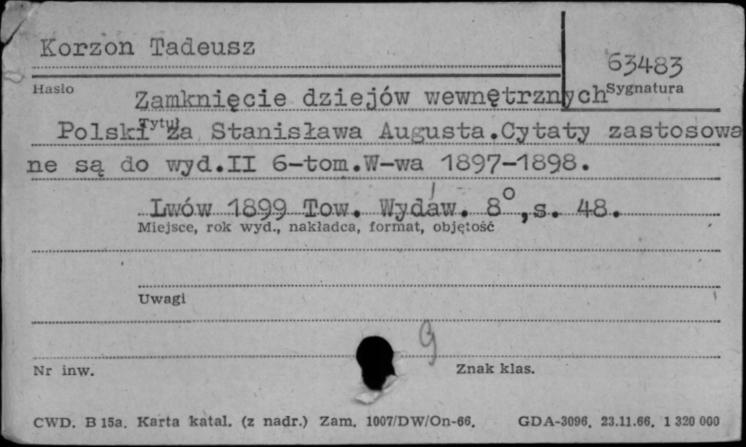 Korzon Tadeusz
63483
Hasło
Sygnatura
Zamknięcie dziejów wewnętrznych
Tytuł
Polski za Stanisława Augusta.Cytaty zastosowa
ne są do wyd.II 6-tom.W-wa 1897-1898.
Lwów 1899 Tow. Wydaw. 8°,s. 48.
Miejsce, rok wyd., nakładca, format, objętość
Uwagi
9
Nr inw.
Znak klas.
CWD. B 15a. Karta katal. (z nadr.) Zam. 1007/DW/On-66. GDA-3096. 23.11.66. 1 320 000